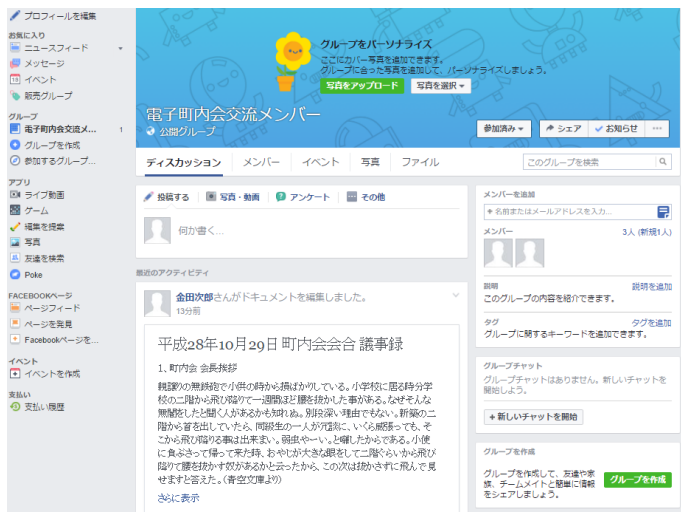 プロフィールを編集
お気に入り
ニュースフィード
メッセージ
イベント
販売グループ
グループ
電子町内会交流メ... 1
グループを作成
参加するグループ...
アプリ
ライブ動画
ゲーム
編集を提案
写真
友達を検索
Poke
FACEBOOKページ
ページフィード
ページを発見
Facebookページを...
イベント
イベントを作成
支払い
支払い履歴
グループをパーソナライズ
ここにカバー写真を追加できます。
グループに合った写真を追加して、パーソナライズしましょう。
写真をアップロード 写真を選択
電子町内会交流メンバー
公開グループ
参加済み シェア お知らせ ...
ディスカッション メンバー イベント 写真 ファイル このグループを検索
投稿する 写真・動画 アンケート その他
何か書く...
最近のアクティビティ
金田次郎さんがドキュメントを編集しました。
13分前
平成28年10月29日 町内会会合 議事録
1、町内会 会長挨拶
親譲りの無鉄砲で小供の時から損ばかりしている。小学校に居る時分学
校の二階から飛び降りて一週間ほど腰を抜かした事がある。なぜそんな
無闇をしたと聞く人があるかも知れぬ。別段深い理由でもない。新築の二
階から首を出していたら、同級生の一人が冗談に、いくら威張っても、そ
こから飛び降りる事は出来まい。弱虫やーい。と囃したからである。小使
に負ぶさって帰って来た時、おやじが大きな眼をして二階ぐらいから飛び
降りて腰を抜かす奴があるかと云ったから、この次は抜かさずに飛んで見
せますと答えた。(青空文庫より)
さらに表示
メンバーを追加
+ 名前またはメールアドレスを入力...
メンバー 3人 (新規1人)
説明 説明を追加
このグループの内容を紹介できます。
タグ タグを追加
グループに関するキーワードを追加できます。
グループチャット
グループチャットはありません。新しいチャットを
開始しよう。
+ 新しいチャットを開始
グループを作成
グループを作成して、友達や家
族、チームメイトと簡単に情報
をシェアしましょう。
グループを作成